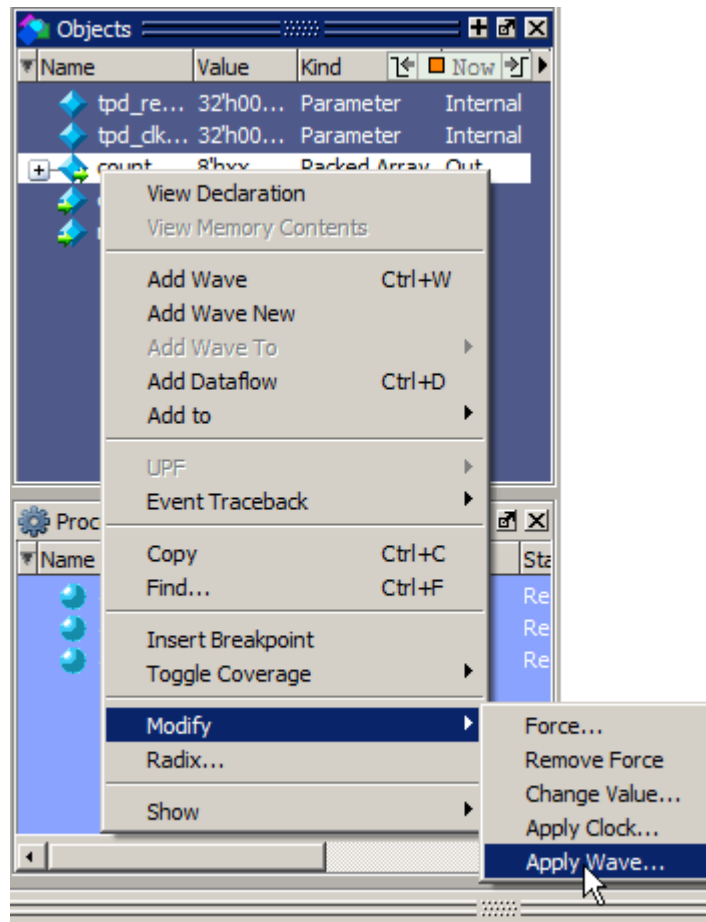 Objects
Name Value Kind Now
tpd_re... 32'h00... Parameter Internal
tpd_clk... 32'h00... Parameter Internal
count 8'hxx Packed Array Out
View Declaration
View Memory Contents
Add Wave Ctrl+W
Add Wave New
Add Wave To
Add Dataflow Ctrl+D
Add to
UPF
Event Traceback
Proc
Name Sta
Copy Ctrl+C
Find... Ctrl+F
Re
Insert Breakpoint
Re
Toggle Coverage
Re
Modify
Force...
Radix...
Remove Force
Change Value...
Show
Apply Clock...
Apply Wave...